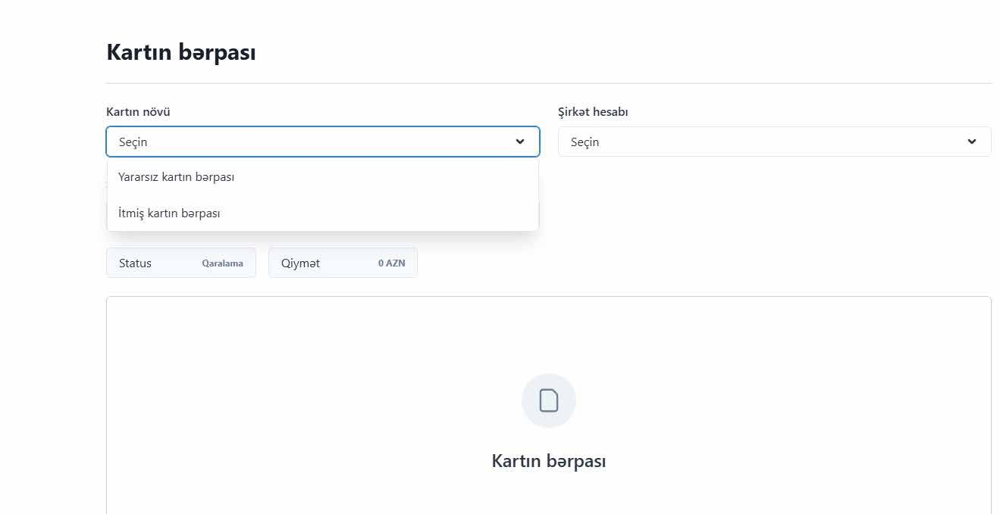 Kartın bərpası
Kartın növü
Şirkət hesabı
Seçin
Seçin
Yararsız kartın bərpası
İtmiş kartın bərpası
Status Qaralama
Qiymət 0 AZN
Kartın bərpası